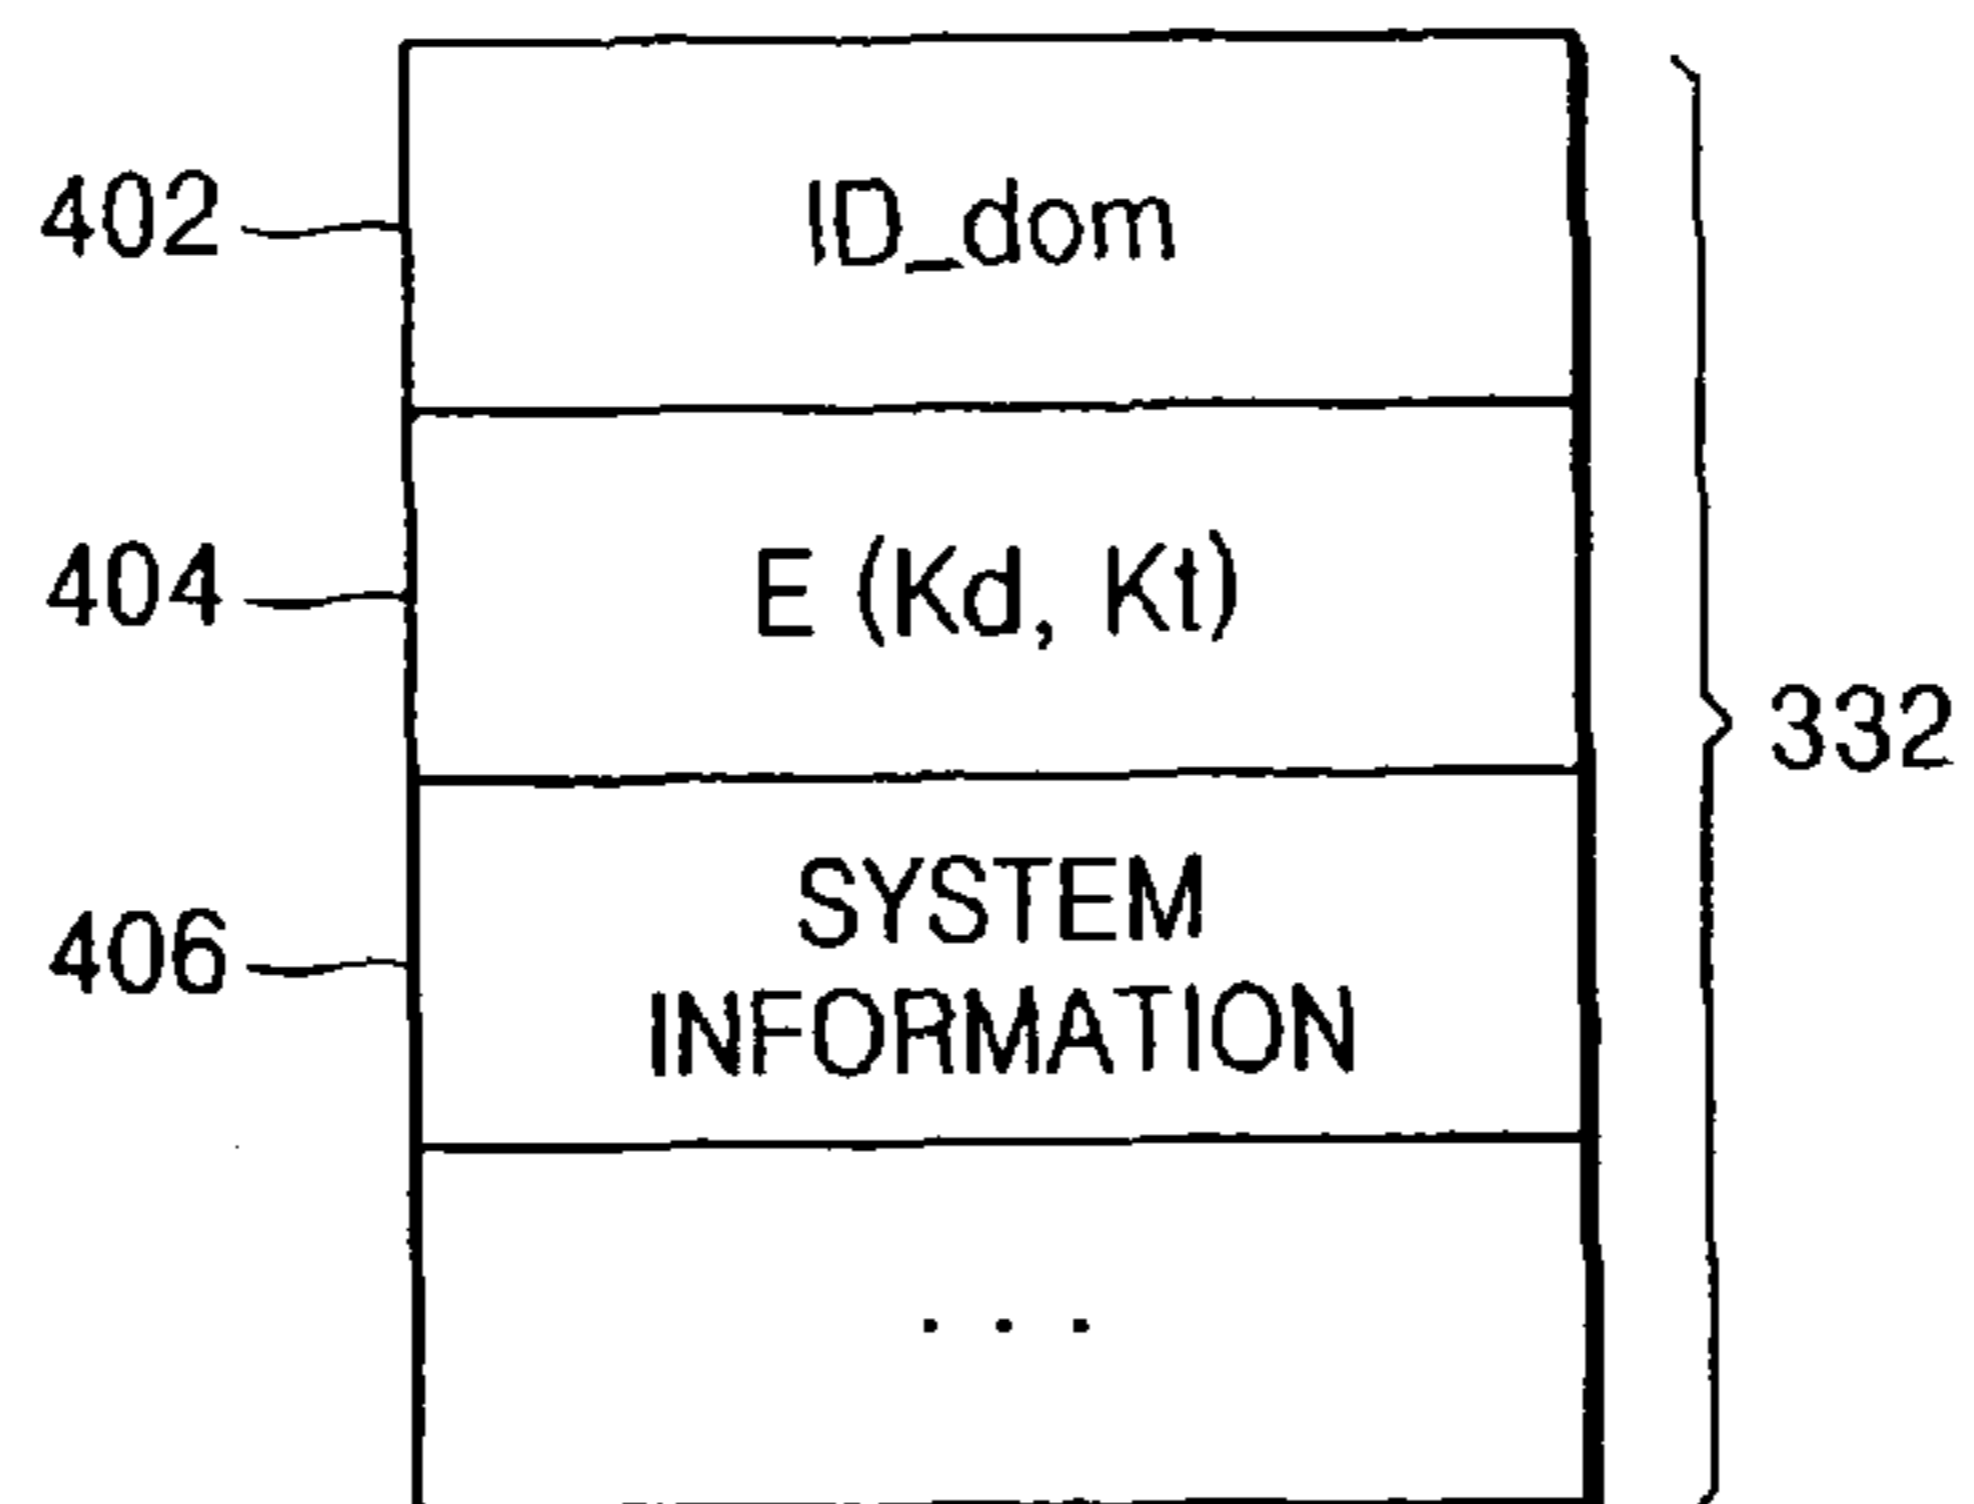 402
ID_dom
404
E (Kd, Kt)
332
406
SYSTEM
INFORMATION
. . .